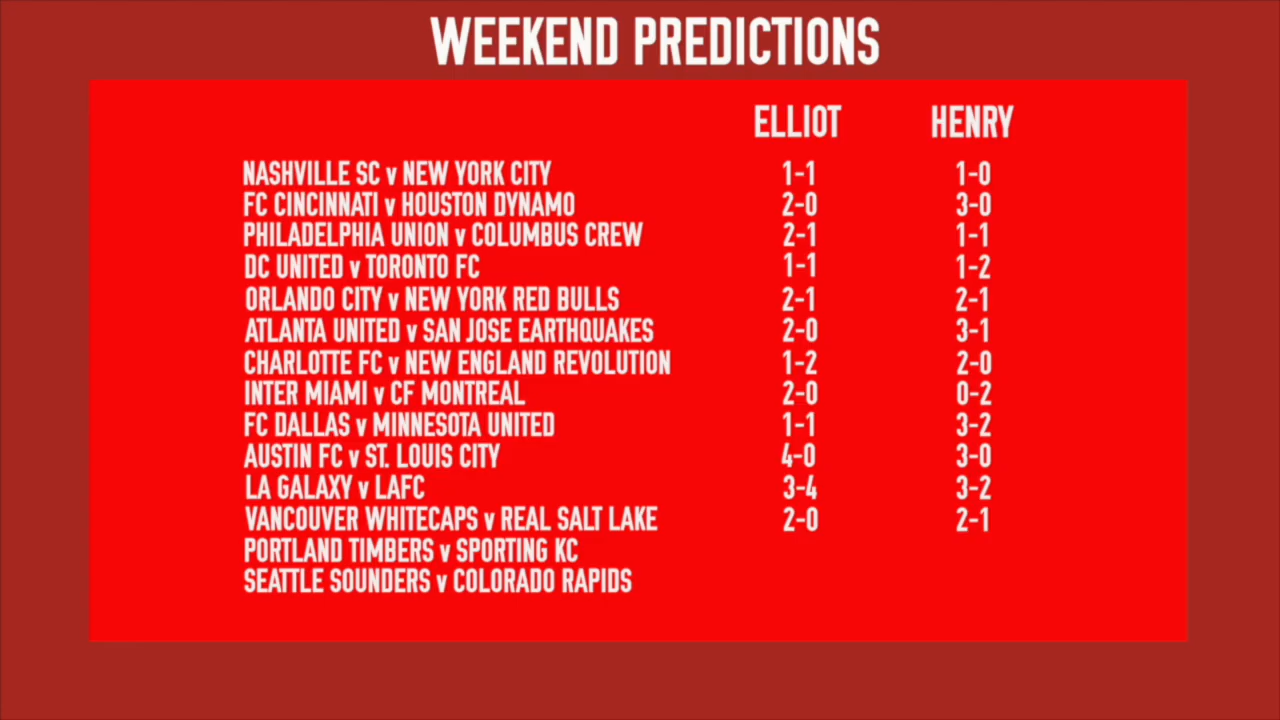 WEEKEND PREDICTIONS
ELLIOT HENRY
NASHVILLE SC v NEW YORK CITY 1-1 1-0
FC CINCINNATI v HOUSTON DYNAMO 2-0 3-0
PHILADELPHIA UNION v COLUMBUS CREW 2-1 1-1
DC UNITED v TORONTO FC 1-1 1-2
ORLANDO CITY v NEW YORK RED BULLS 2-1 2-1
ATLANTA UNITED v SAN JOSE EARTHQUAKES 2-0 3-1
CHARLOTTE FC v NEW ENGLAND REVOLUTION 1-2 2-0
INTER MIAMI v CF MONTREAL 2-0 0-2
FC DALLAS v MINNESOTA UNITED 1-1 3-2
AUSTIN FC v ST. LOUIS CITY 4-0 3-0
LA GALAXY v LAFC 3-4 3-2
VANCOUVER WHITECAPS v REAL SALT LAKE 2-0 2-1
PORTLAND TIMBERS v SPORTING KC
SEATTLE SOUNDERS v COLORADO RAPIDS